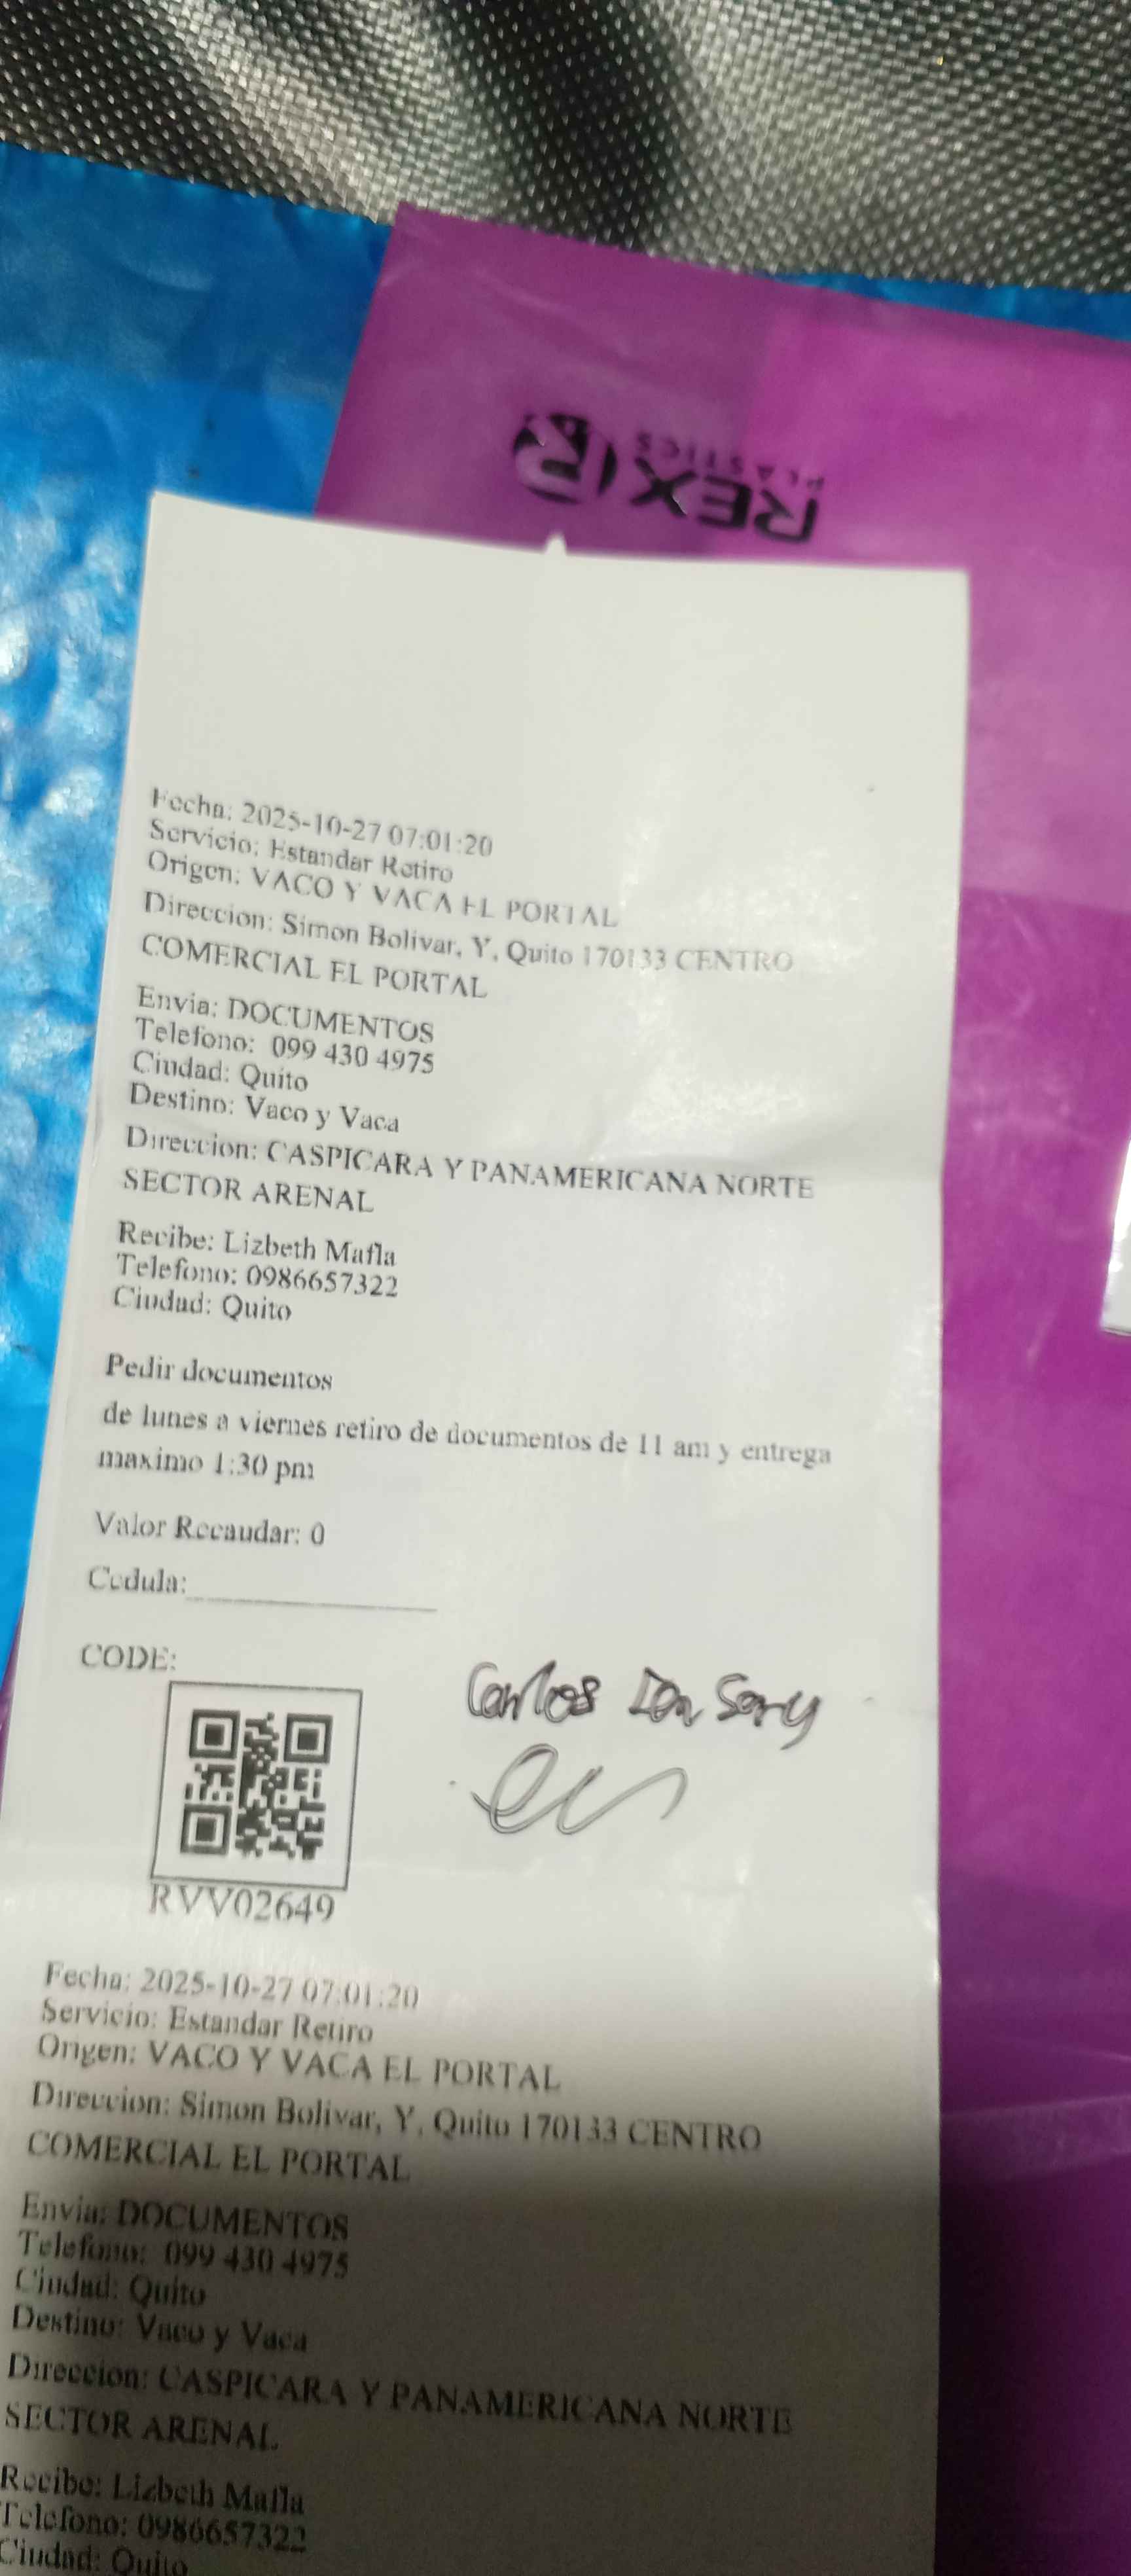 REX
PLASTICS
Fecha: 2025-10-27 07:01:20
Servicio: Estandar Retiro
Origen: VACO Y VACA EL PORTAL
Direccion: Simon Bolivar, Y, Quito 170133 CENTRO
COMERCIAL EL PORTAL
Envia: DOCUMENTOS
Telefono: 099 430 4975
Ciudad: Quito
Destino: Vaco y Vaca
Direccion: CASPICARA Y PANAMERICANA NORTE
SECTOR ARENAL
Recibe: Lizbeth Mafla
Telefono: 0986657322
Ciudad: Quito
Pedir documentos
de lunes a viernes retiro de documentos de 11 am y entrega
maximo 1:30 pm
Valor Recaudar: 0
Cedula:
CODE:
Carlos
RVV02649
Fecha: 2025-10-27 07:01:20
Servicio: Estandar Retiro
Origen: VACO Y VACA EL PORTAL
Direccion: Simon Bolivar, Y, Quito 170133 CENTRO
COMERCIAL EL PORTAL
Envia: DOCUMENTOS
Telefono: 099 430 4975
Ciudad: Quito
Destino: Vaco y Vaca
Direccion: CASPICARA Y PANAMERICANA NORTE
SECTOR ARENAL
Recibe: Lizbeth Mafla
Telefono: 0986657322
Ciudad: Quito